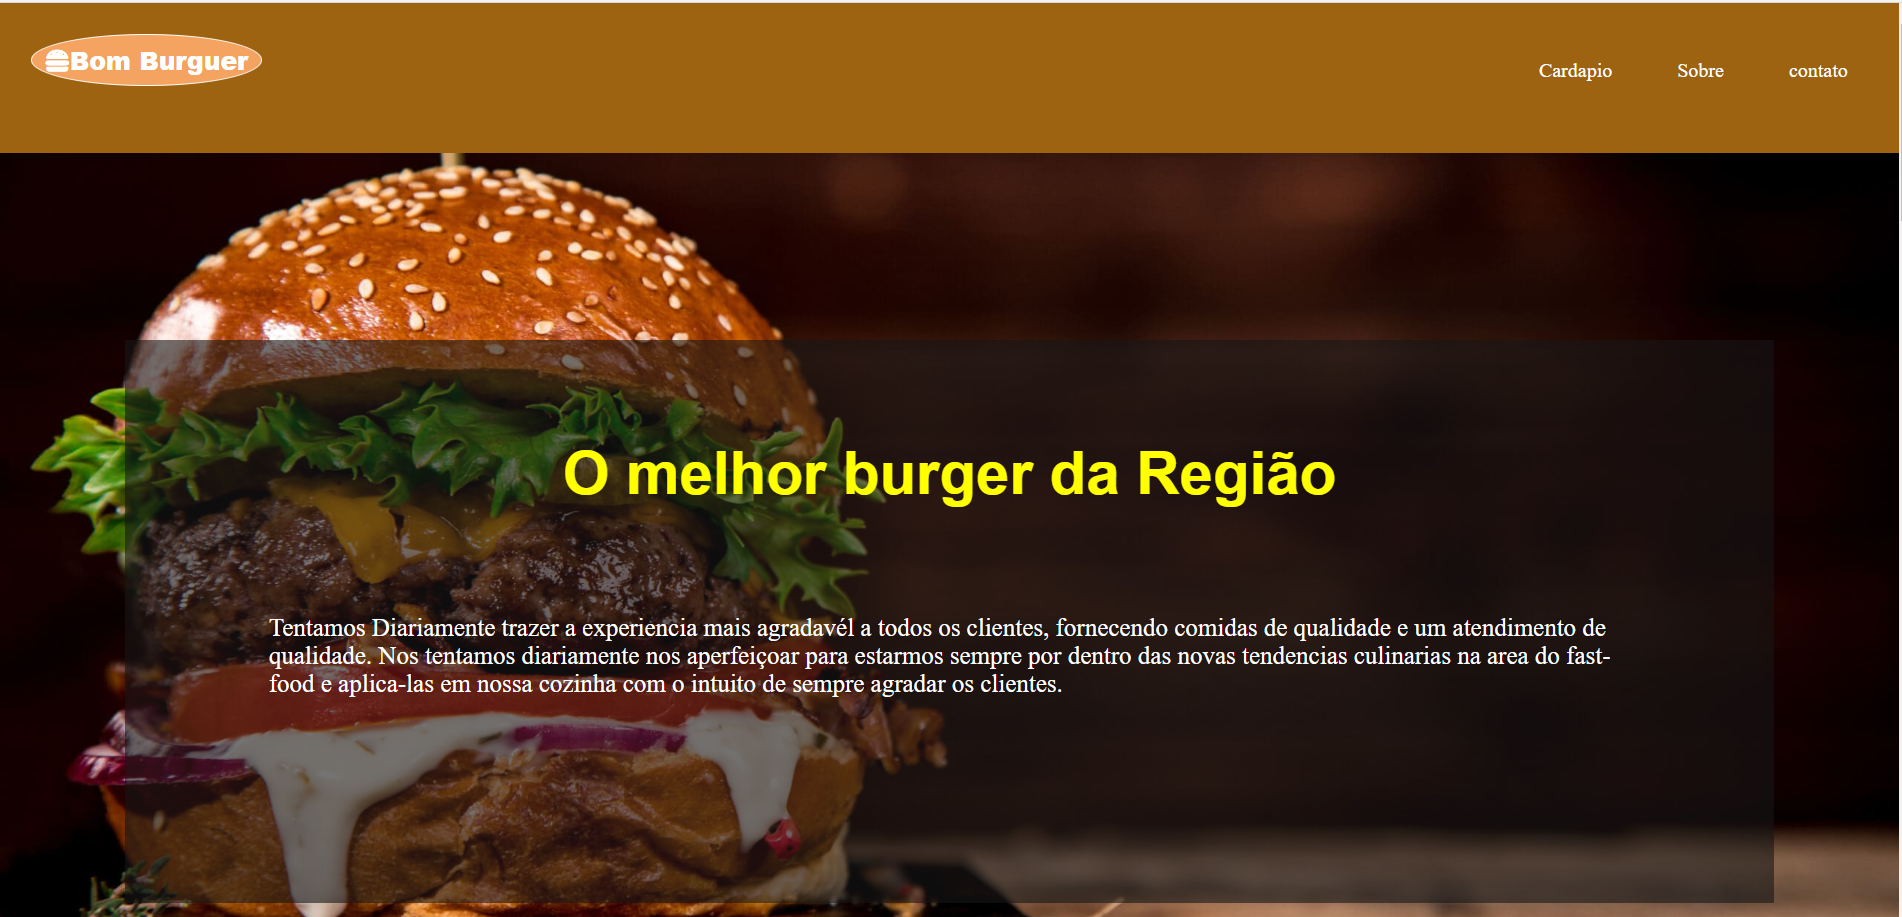 Bom Burguer
Cardapio
Sobre
contato
O melhor burger da Região
Tentamos Diariamente trazer a experiencia mais agradavél a todos os clientes, fornecendo comidas de qualidade e um atendimento de
qualidade. Nos tentamos diariamente nos aperfeiçoar para estarmos sempre por dentro das novas tendencias culinarias na area do fast-
food e aplica-las em nossa cozinha com o intuito de sempre agradar os clientes.